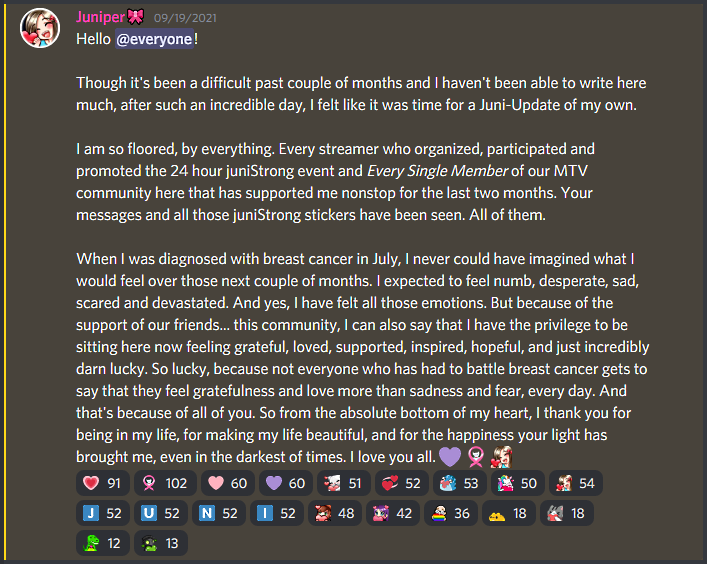 Juniper 09/19/2021
Hello @everyone!
Though it's been a difficult past couple of months and I haven't been able to write here
much, after such an incredible day, I felt like it was time for a Juni-Update of my own.
I am so floored, by everything. Every streamer who organized, participated and
promoted the 24 hour juniStrong event and Every Single Member of our MTV
community here that has supported me nonstop for the last two months. Your
messages and all those juniStrong stickers have been seen. All of them.
When I was diagnosed with breast cancer in July, I never could have imagined what I
would feel over those next couple of months. I expected to feel numb, desperate, sad,
scared and devastated. And yes, I have felt all those emotions. But because of the
support of our friends... this community, I can also say that I have the privilege to be
sitting here now feeling grateful, loved, supported, inspired, hopeful, and just incredibly
darn lucky. So lucky, because not everyone who has had to battle breast cancer gets to
say that they feel gratefulness and love more than sadness and fear, every day. And
that's because of all of you. So from the absolute bottom of my heart, I thank you for
being in my life, for making my life beautiful, and for the happiness your light has
brought me, even in the darkest of times. I love you all.
91 102 60 60 51 52 53 50 54
J 52 U 52 N 52 I 52 48 42 36 18 18
12 13